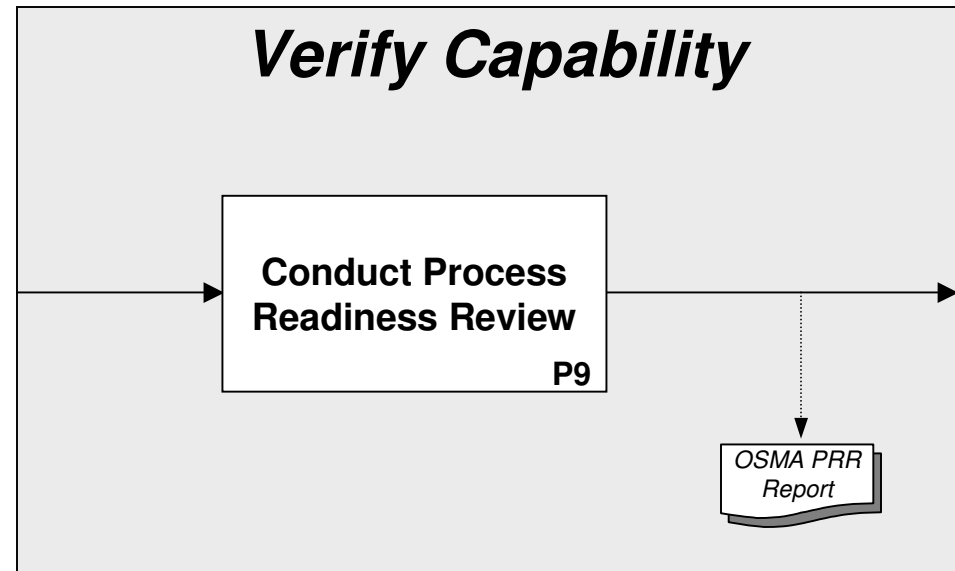 Verify Capability
Conduct Process
Readiness Review
P9
OSMA PRR
Report